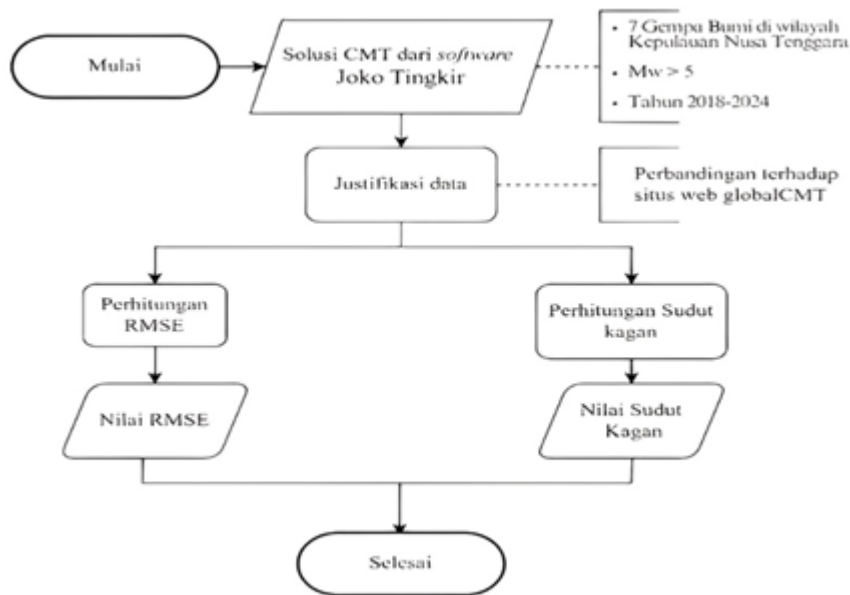 Mulai
Solusi CMT dari software
Joko Tingkir
• 7 Gempa Bumi di wilayah
Kepulauan Nusa Tenggara
• Mw > 5
• Tahun 2018-2024
Justifikasi data
Perbandingan terhadap
situs web globalCMT
Perhitungan
RMSE
Perhitungan Sudut
kagan
Nilai RMSE
Nilai Sudut
Kagan
Selesai